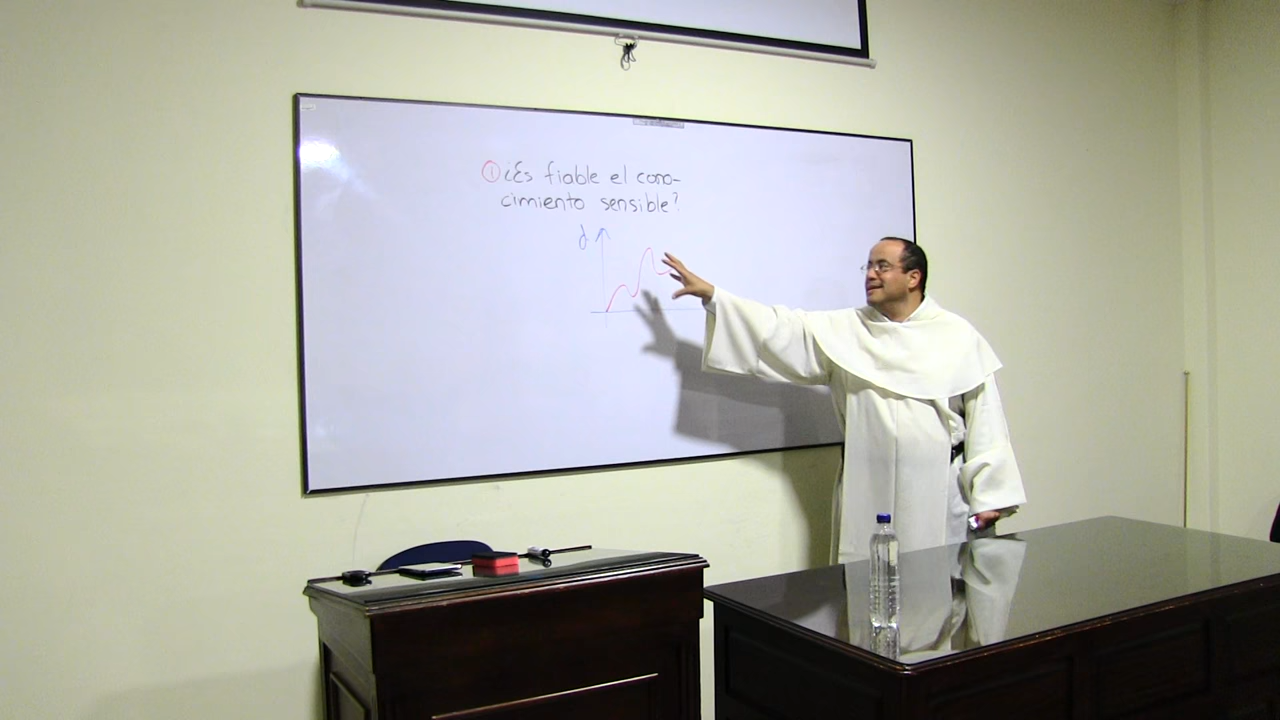 ① ¿Es fiable el cono-
cimiento sensible?
d